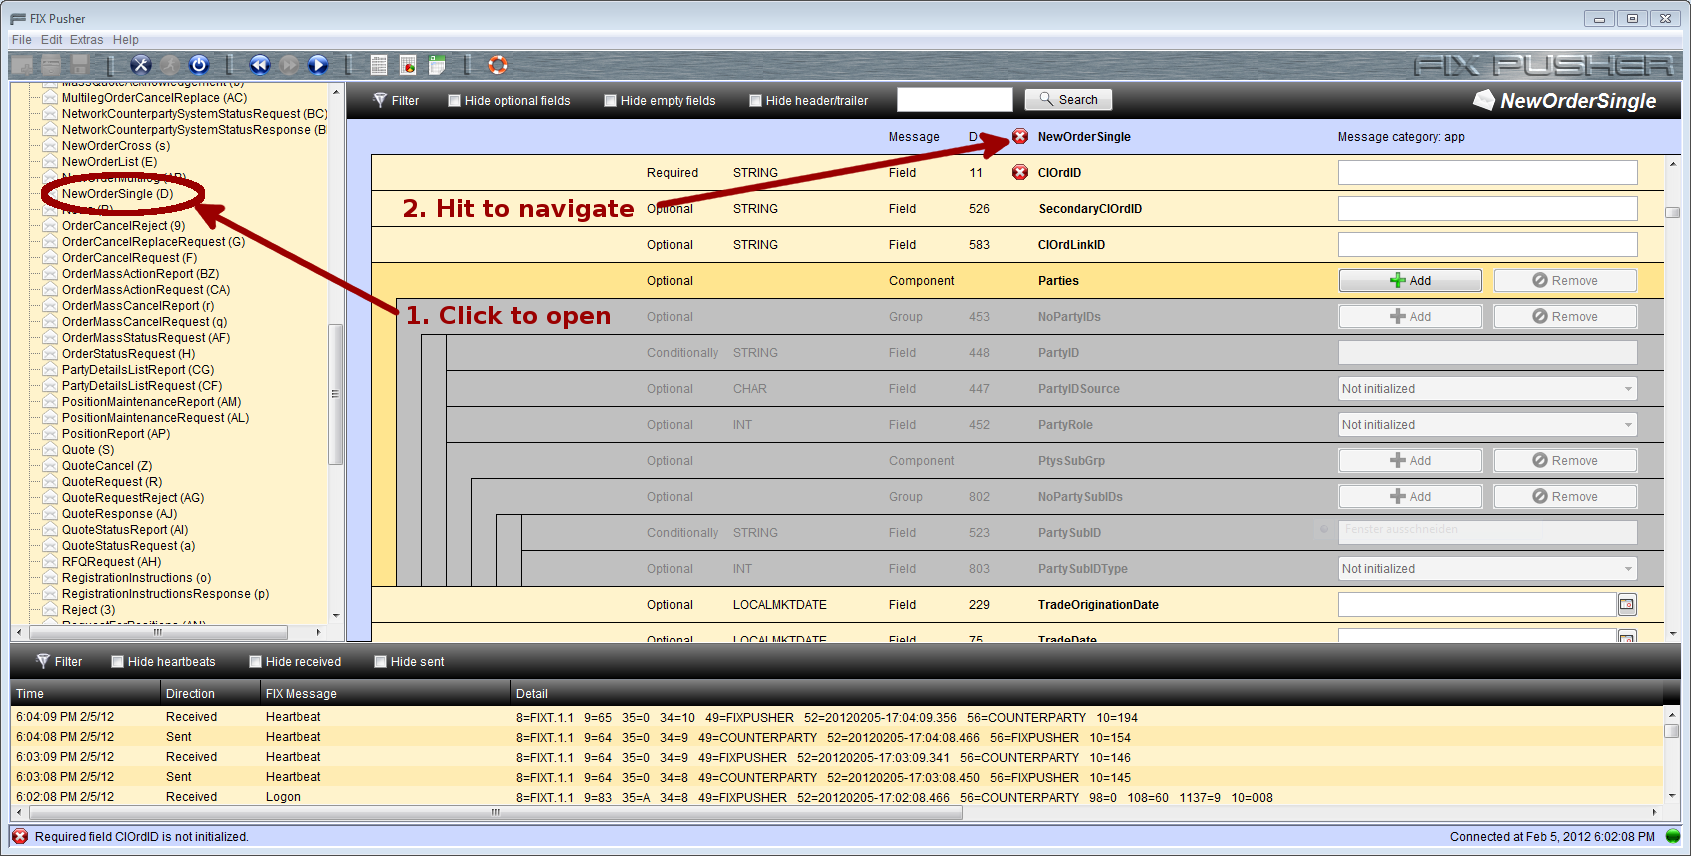 FIX Pusher
File Edit Extras Help
FIX PUSHER
MassQuoteAcknowledgement (b)
MultilegOrderCancelReplace (AC)
NetworkCounterpartySystemStatusRequest (BC)
NetworkCounterpartySystemStatusResponse (B
NewOrderCross (s)
NewOrderList (E)
NewOrderMultileg (AB)
NewOrderSingle (D)
News (B)
OrderCancelReject (9)
OrderCancelReplaceRequest (G)
OrderCancelRequest (F)
OrderMassActionReport (BZ)
OrderMassActionRequest (CA)
OrderMassCancelReport (r)
OrderMassCancelRequest (q)
OrderMassStatusRequest (AF)
OrderStatusRequest (H)
PartyDetailsListReport (CG)
PartyDetailsListRequest (CF)
PositionMaintenanceReport (AM)
PositionMaintenanceRequest (AL)
PositionReport (AP)
Quote (S)
QuoteCancel (Z)
QuoteRequest (R)
QuoteRequestReject (AG)
QuoteResponse (AJ)
QuoteStatusReport (AI)
QuoteStatusRequest (a)
RFQRequest (AH)
RegistrationInstructions (o)
RegistrationInstructionsResponse (p)
Reject (3)
RequestForPositions (AN)
Filter Hide optional fields Hide empty fields Hide header/trailer Search NewOrderSingle
Message D NewOrderSingle Message category: app
Required STRING Field 11 ClOrdID
2. Hit to navigate
Optional STRING Field 526 SecondaryClOrdID
Optional STRING Field 583 ClOrdLinkID
Optional Component Parties Add Remove
1. Click to open
Optional Group 453 NoPartyIDs Add Remove
Conditionally STRING Field 448 PartyID
Optional CHAR Field 447 PartyIDSource Not initialized
Optional INT Field 452 PartyRole Not initialized
Optional Component PtysSubGrp Add Remove
Optional Group 802 NoPartySubIDs Add Remove
Conditionally STRING Field 523 PartySubID Fenster ausschneiden
Optional INT Field 803 PartySubIDType Not initialized
Optional LOCALMKTDATE Field 229 TradeOriginationDate
Optional LOCALMKTDATE Field 75 TradeDate
Filter Hide heartbeats Hide received Hide sent
Time Direction FIX Message Detail
6:04:09 PM 2/5/12 Received Heartbeat 8=FIXT.1.1 9=65 35=0 34=10 49=FIXPUSHER 52=20120205-17:04:09.356 56=COUNTERPARTY 10=194
6:04:08 PM 2/5/12 Sent Heartbeat 8=FIXT.1.1 9=64 35=0 34=9 49=COUNTERPARTY 52=20120205-17:04:08.466 56=FIXPUSHER 10=154
6:03:09 PM 2/5/12 Received Heartbeat 8=FIXT.1.1 9=64 35=0 34=9 49=FIXPUSHER 52=20120205-17:03:09.341 56=COUNTERPARTY 10=146
6:03:08 PM 2/5/12 Sent Heartbeat 8=FIXT.1.1 9=64 35=0 34=8 49=COUNTERPARTY 52=20120205-17:03:08.450 56=FIXPUSHER 10=145
6:02:08 PM 2/5/12 Received Logon 8=FIXT.1.1 9=83 35=A 34=8 49=FIXPUSHER 52=20120205-17:02:08.466 56=COUNTERPARTY 98=0 108=60 1137=9 10=008
Required field ClOrdID is not initialized. Connected at Feb 5, 2012 6:02:08 PM